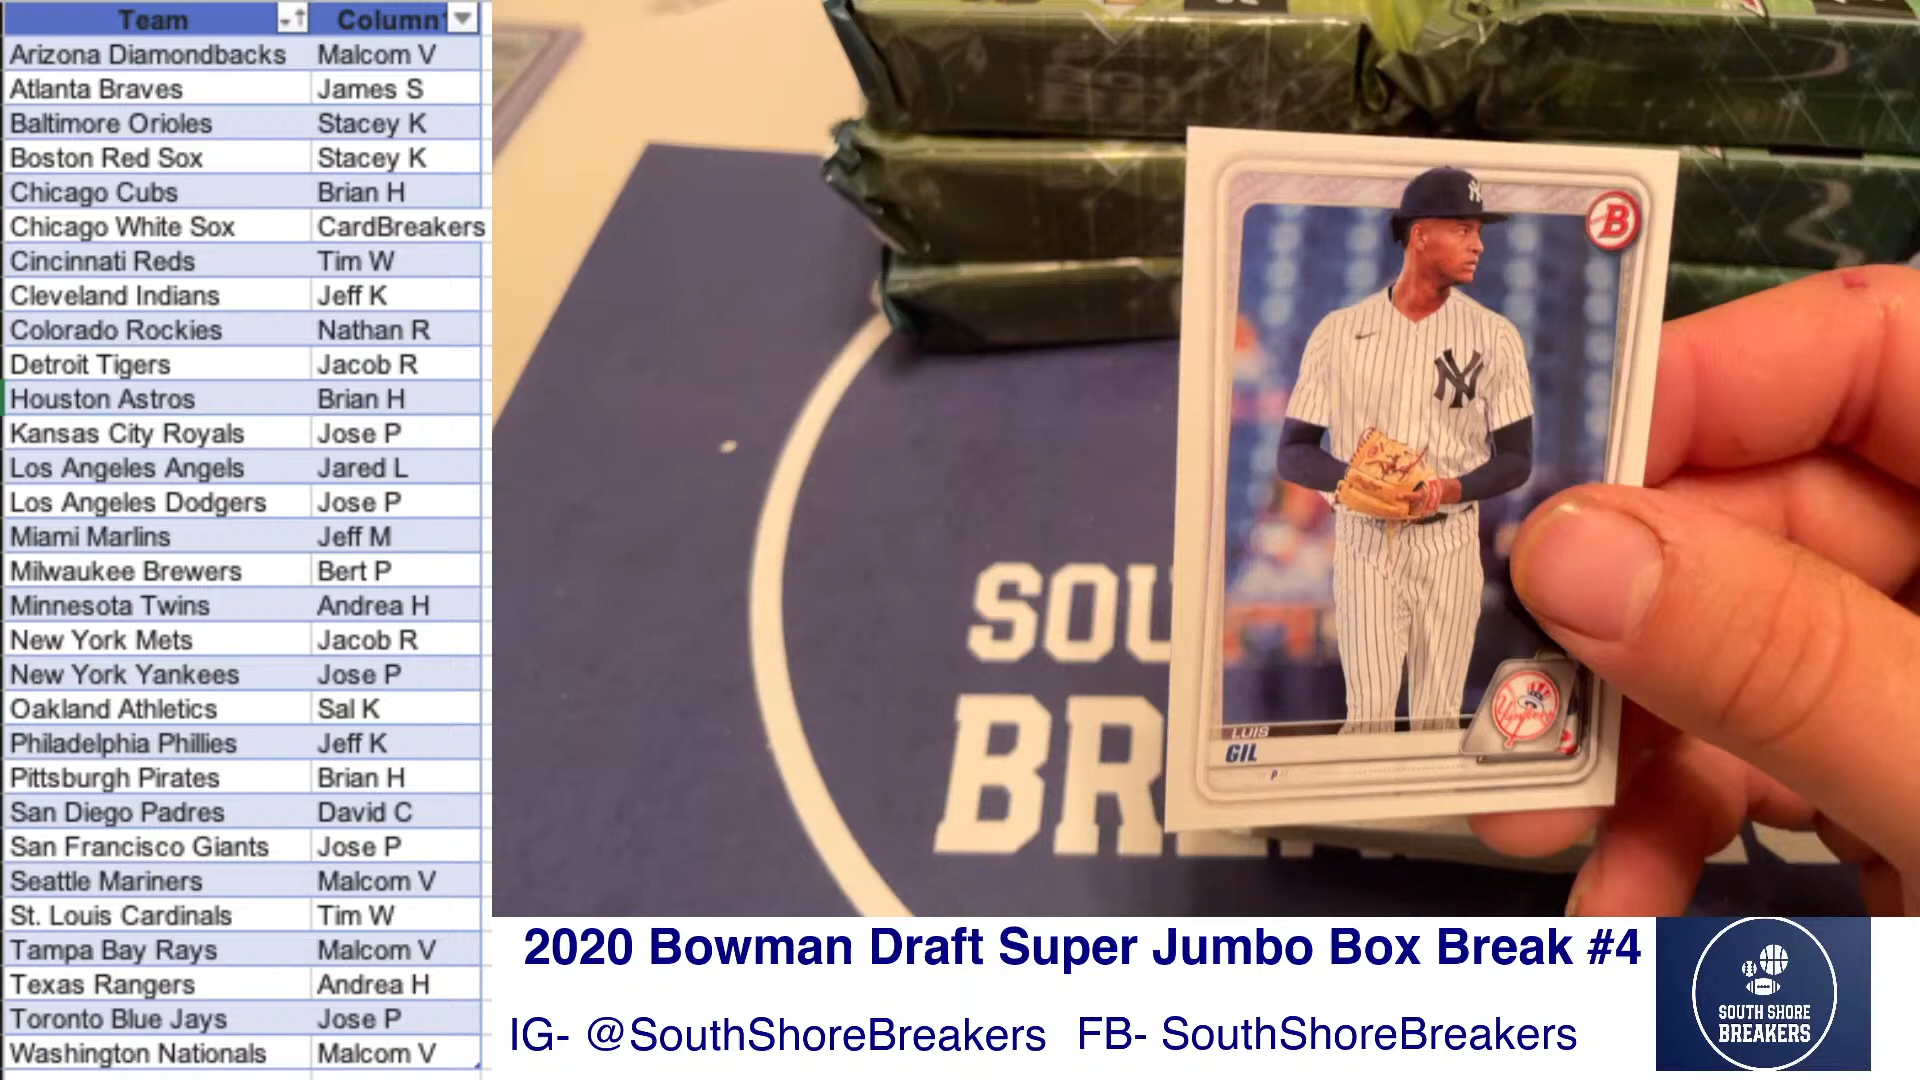 Team Column
Arizona Diamondbacks Malcom V
Atlanta Braves James S
Baltimore Orioles Stacey K
Boston Red Sox Stacey K
Chicago Cubs Brian H
Chicago White Sox CardBreakers
Cincinnati Reds Tim W
Cleveland Indians Jeff K
Colorado Rockies Nathan R
Detroit Tigers Jacob R
Houston Astros Brian H
Kansas City Royals Jose P
Los Angeles Angels Jared L
Los Angeles Dodgers Jose P
Miami Marlins Jeff M
Milwaukee Brewers Bert P
Minnesota Twins Andrea H
New York Mets Jacob R
New York Yankees Jose P
Oakland Athletics Sal K
Philadelphia Phillies Jeff K
Pittsburgh Pirates Brian H
San Diego Padres David C
San Francisco Giants Jose P
Seattle Mariners Malcom V
St. Louis Cardinals Tim W
Tampa Bay Rays Malcom V
Texas Rangers Andrea H
Toronto Blue Jays Jose P
Washington Nationals Malcom V
B
NY
NY
Yankees
LUIS
GIL
P
SOU
BR
2020 Bowman Draft Super Jumbo Box Break #4
IG- @SouthShoreBreakers FB- SouthShoreBreakers
SOUTH SHORE
BREAKERS